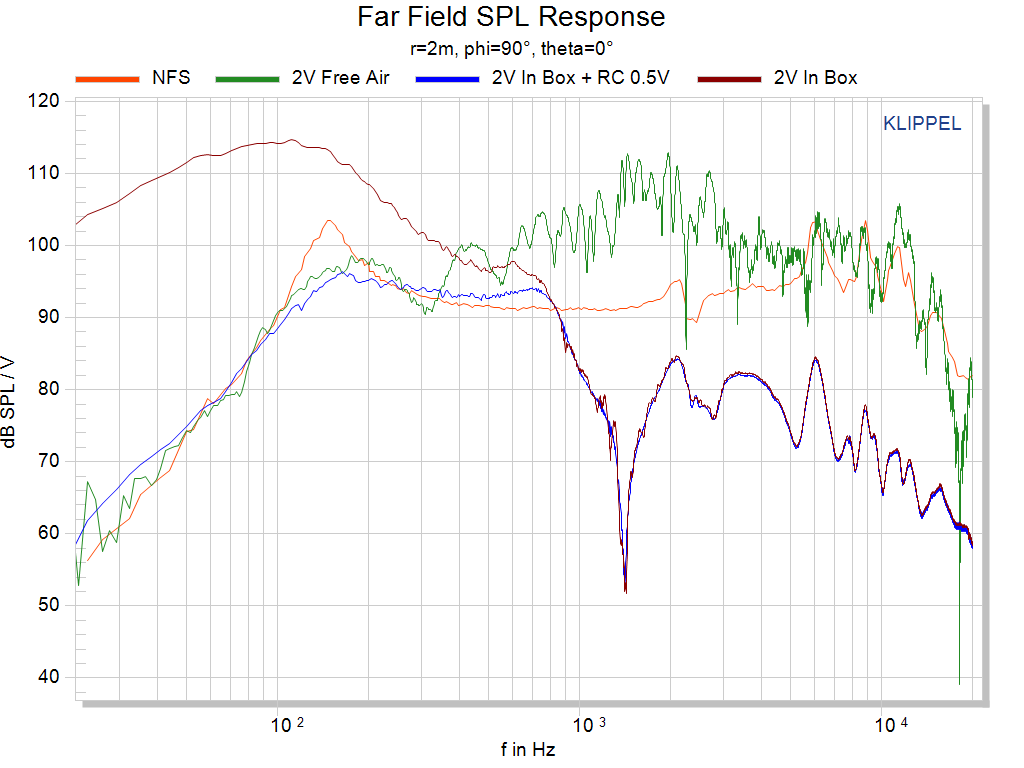 Far Field SPL Response
r=2m, phi=90°, theta=0°
NFS 2V Free Air 2V In Box + RC 0.5V 2V In Box
KLIPPEL
dB SPL / V
120
110
100
90
80
70
60
50
40
10 2 10 3 10 4
f in Hz